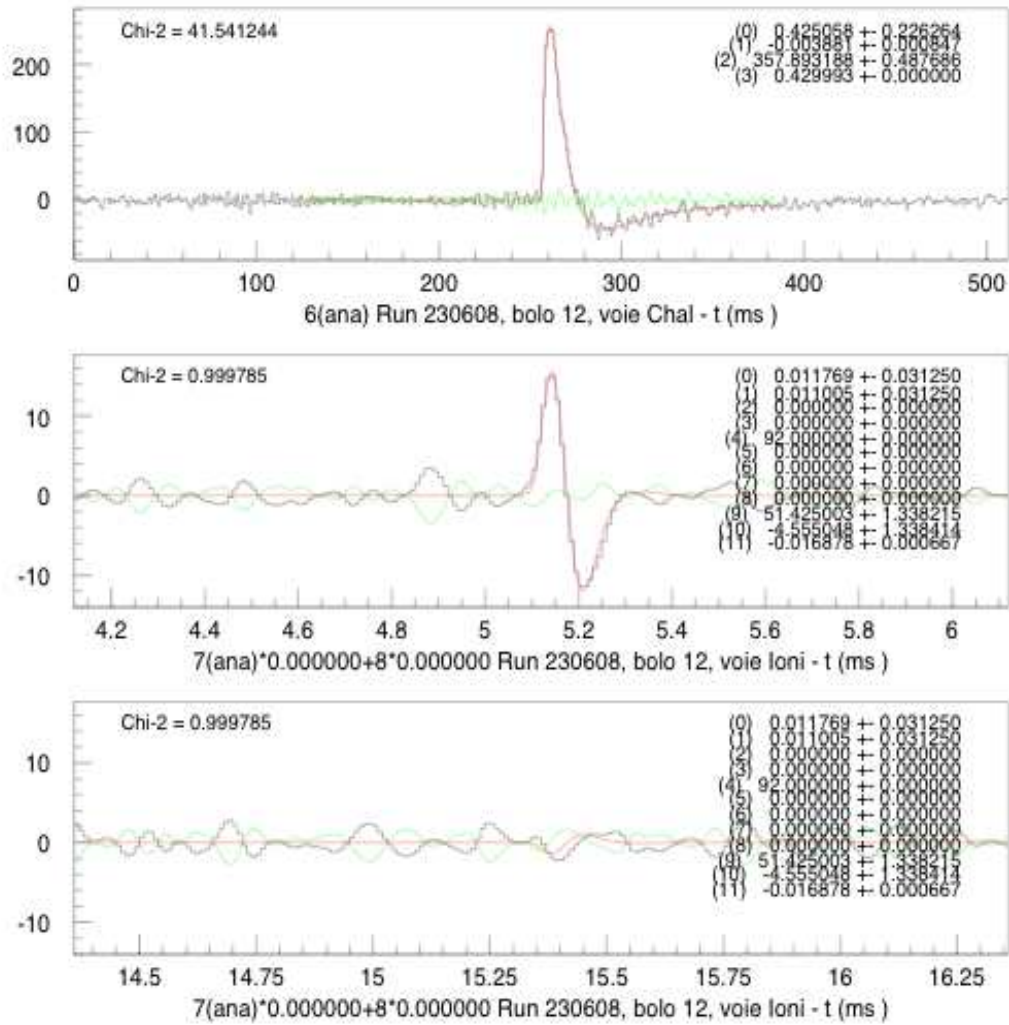 Chi-2 = 41.541244
(0) 0.425058 +- 0.226264
(1) -0.003881 +- 0.000847
(2) 357.893188 +- 0.487686
(3) 0.429993 +- 0.000000
200
100
0
0 100 200 300 400 500
6(ana) Run 230608, bolo 12, voie Chal - t (ms )
Chi-2 = 0.999785
(0) 0.011769 +- 0.031250
(1) 0.011005 +- 0.031250
(2) 0.000000 +- 0.000000
(3) 0.000000 +- 0.000000
(4) 92.000000 +- 0.000000
(5) 0.000000 +- 0.000000
(6) 0.000000 +- 0.000000
(7) 0.000000 +- 0.000000
(8) 0.000000 +- 0.000000
(9) 51.425003 +- 1.338215
(10) -4.555048 +- 1.338414
(11) -0.016878 +- 0.000667
10
0
-10
4.2 4.4 4.6 4.8 5 5.2 5.4 5.6 5.8 6
7(ana)*0.000000+8*0.000000 Run 230608, bolo 12, voie Ioni - t (ms )
Chi-2 = 0.999785
(0) 0.011769 +- 0.031250
(1) 0.011005 +- 0.031250
(2) 0.000000 +- 0.000000
(3) 0.000000 +- 0.000000
(4) 92.000000 +- 0.000000
(5) 0.000000 +- 0.000000
(6) 0.000000 +- 0.000000
(7) 0.000000 +- 0.000000
(8) 0.000000 +- 0.000000
(9) 51.425003 +- 1.338215
(10) -4.555048 +- 1.338414
(11) -0.016878 +- 0.000667
10
0
-10
14.5 14.75 15 15.25 15.5 15.75 16 16.25
7(ana)*0.000000+8*0.000000 Run 230608, bolo 12, voie Ioni - t (ms )